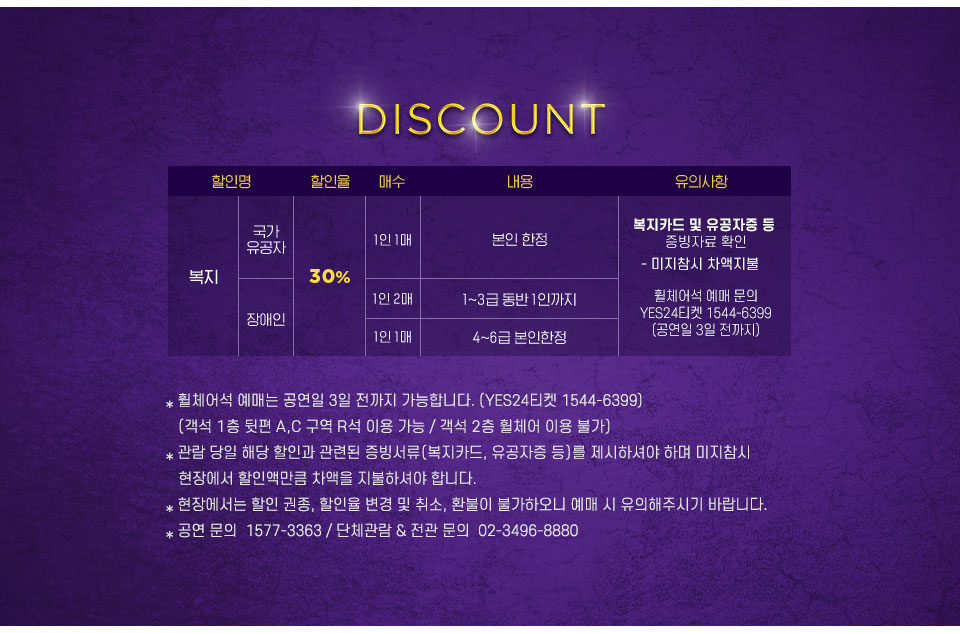 DISCOUNT
할인명 할인율 매수 내용 유의사항
복지
국가
유공자
30%
1인 1매 본인 한정
장애인
1인 2매 1~3급 동반 1인까지
1인 1매 4~6급 본인한정
복지카드 및 유공자증 등
증빙자료 확인
- 미지참시 차액지불
휠체어석 예매 문의
YES24티켓 1544-6399
(공연일 3일 전까지)
* 휠체어석 예매는 공연일 3일 전까지 가능합니다. (YES24티켓 1544-6399)
(객석 1층 뒷편 A,C 구역 R석 이용 가능 / 객석 2층 휠체어 이용 불가)
* 관람 당일 해당 할인과 관련된 증빙서류(복지카드, 유공자증 등)를 제시하셔야 하며 미지참시
현장에서 할인액만큼 차액을 지불하셔야 합니다.
* 현장에서는 할인 권종, 할인율 변경 및 취소, 환불이 불가하오니 예매 시 유의해주시기 바랍니다.
* 공연 문의 1577-3363 / 단체관람 & 전관 문의 02-3496-8880